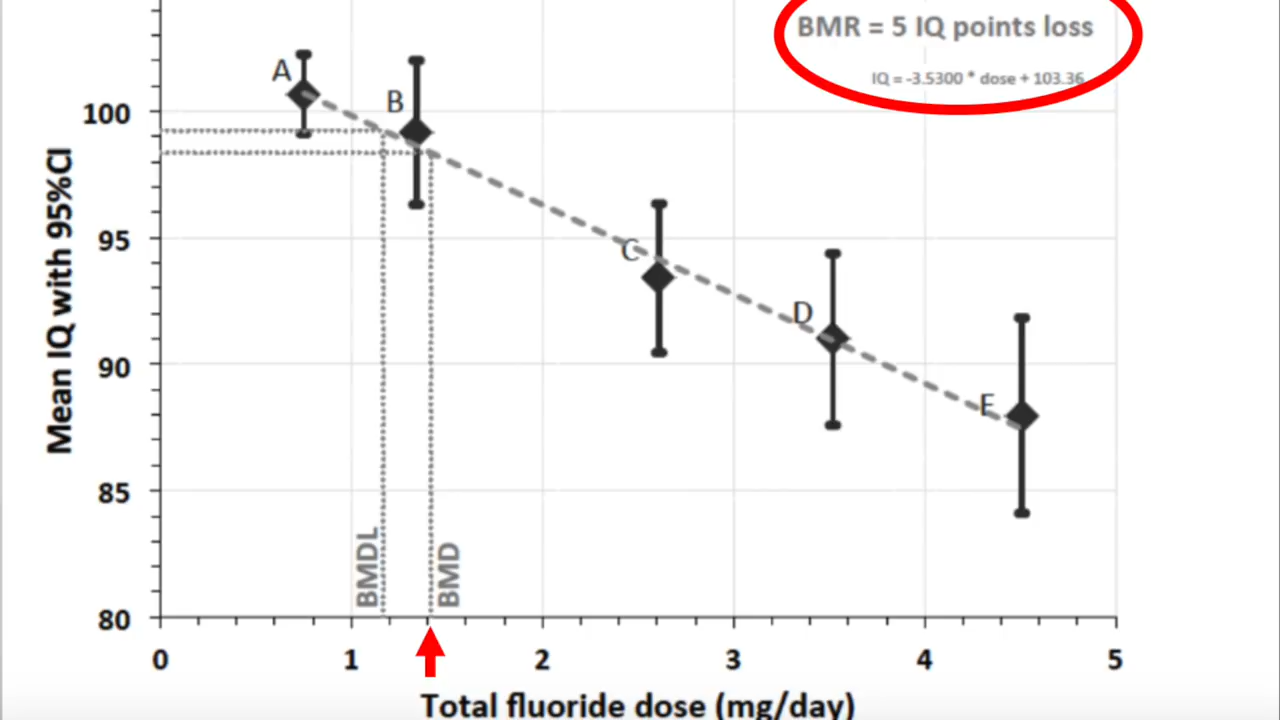 BMR = 5 IQ points loss
IQ = -3.5300 * dose + 103.36
A
B
C
D
E
100
95
90
85
80
Mean IQ with 95%CI
BMDL
BMD
0 1 2 3 4 5
Total fluoride dose (mg/day)